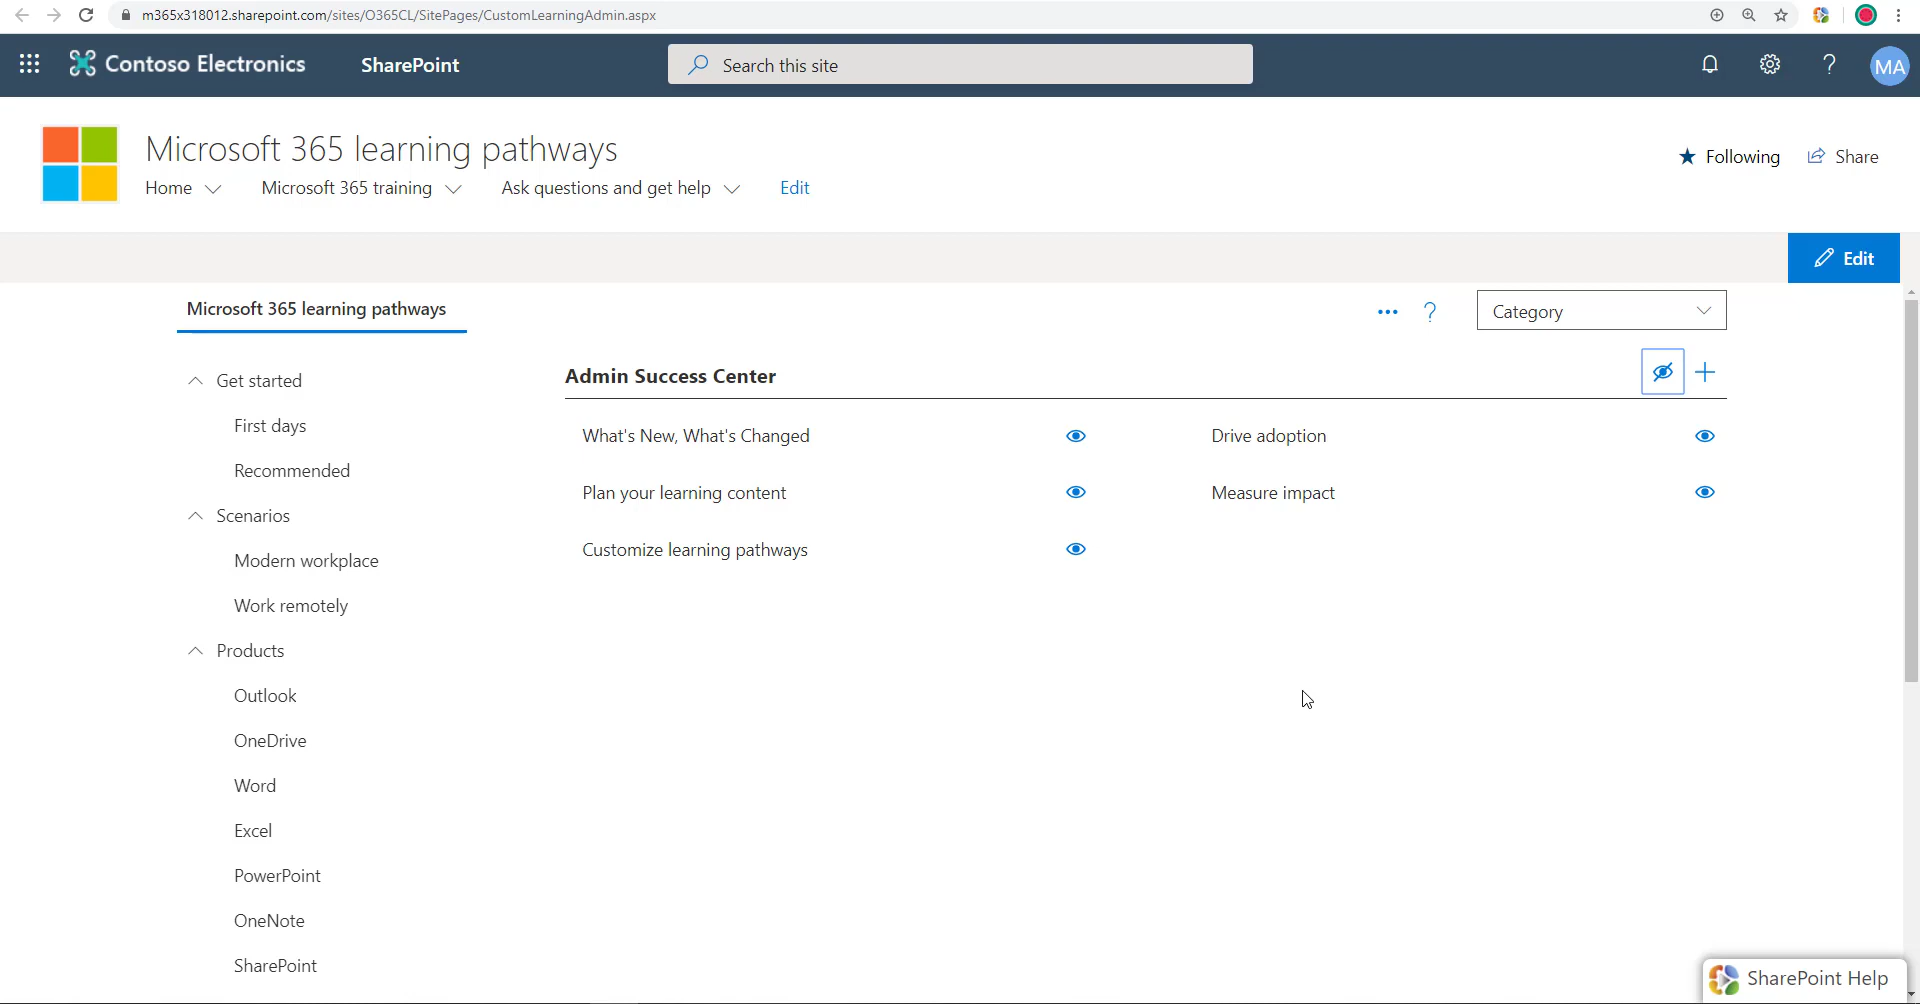 m365x318012.sharepoint.com/sites/O365CL/SitePages/CustomLearningAdmin.aspx
Contoso Electronics SharePoint Search this site ? MA
Microsoft 365 learning pathways
Following Share
Home Microsoft 365 training Ask questions and get help Edit
Edit
Microsoft 365 learning pathways ? Category
Get started
First days
Recommended
Scenarios
Modern workplace
Work remotely
Products
Outlook
OneDrive
Word
Excel
PowerPoint
OneNote
SharePoint
Admin Success Center
What's New, What's Changed Drive adoption
Plan your learning content Measure impact
Customize learning pathways
SharePoint Help